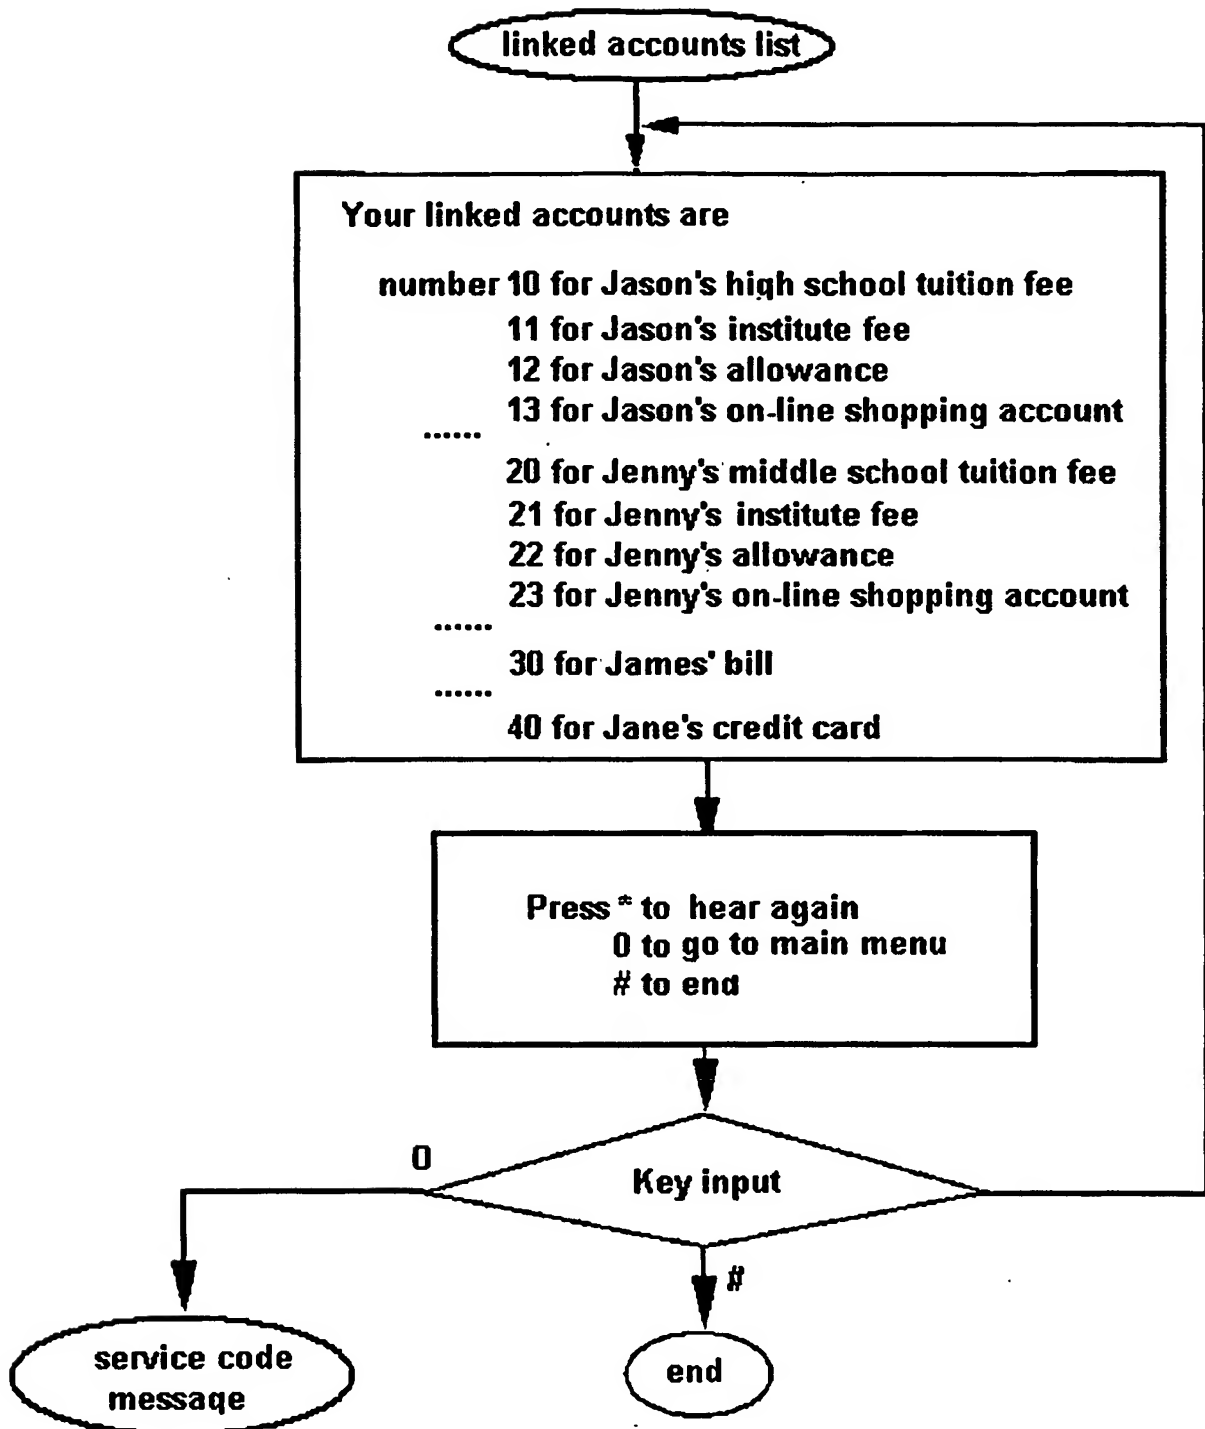 linked accounts list
Your linked accounts are
number 10 for Jason's high school tuition fee
11 for Jason's institute fee
12 for Jason's allowance
13 for Jason's on-line shopping account
......
20 for Jenny's middle school tuition fee
21 for Jenny's institute fee
22 for Jenny's allowance
23 for Jenny's on-line shopping account
......
30 for James' bill
......
40 for Jane's credit card
Press * to hear again
0 to go to main menu
# to end
0
Key input
#
service code
message
end